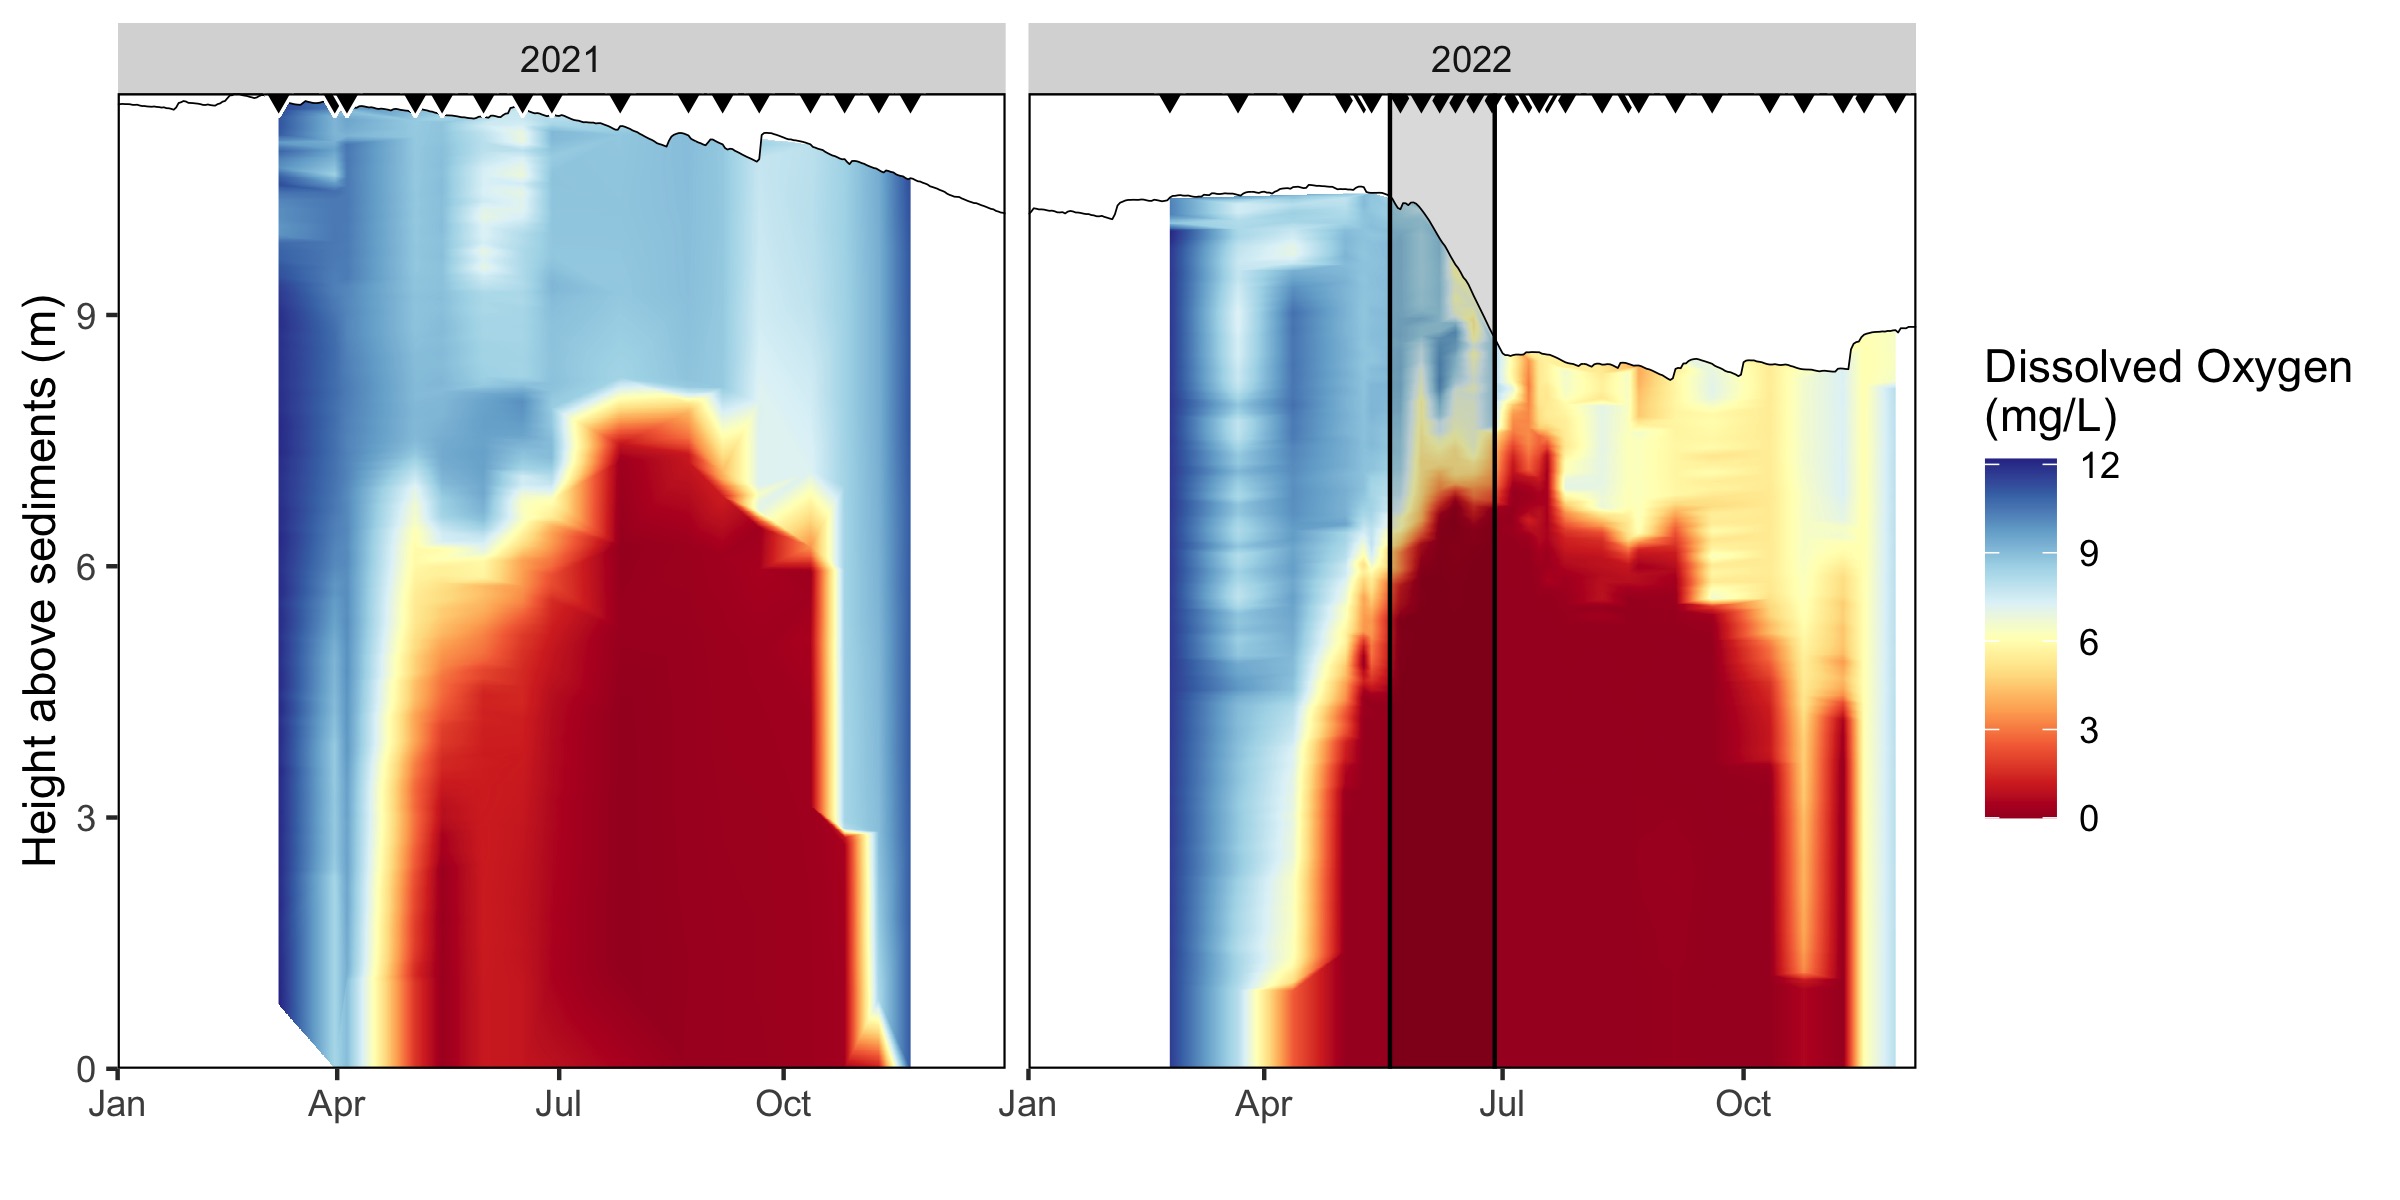 2021
2022
Height above sediments (m)
9
6
3
0
Jan
Apr
Jul
Oct
Jan
Apr
Jul
Oct
Dissolved Oxygen
(mg/L)
12
9
6
3
0